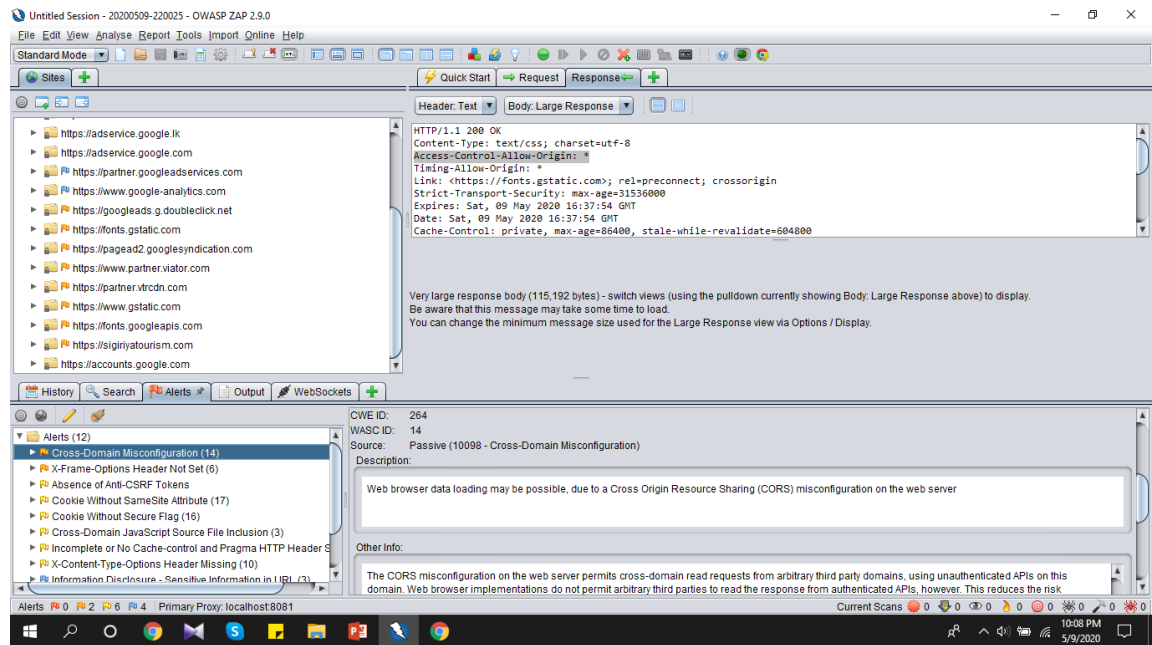 Untitled Session - 20200509-220025 - OWASP ZAP 2.9.0
File Edit View Analyse Report Tools Import Online Help
Standard Mode
Sites
Quick Start Request Response
Header: Text Body: Large Response
https://adservice.google.lk
https://adservice.google.com
https://partner.googleadservices.com
https://www.google-analytics.com
https://googleads.g.doubleclick.net
https://fonts.gstatic.com
https://pagead2.googlesyndication.com
https://www.partner.viator.com
https://partner.vtrcdn.com
https://www.gstatic.com
https://fonts.googleapis.com
https://sigiriyatourism.com
https://accounts.google.com
HTTP/1.1 200 OK
Content-Type: text/css; charset=utf-8
Access-Control-Allow-Origin: *
Timing-Allow-Origin: *
Link: <https://fonts.gstatic.com>; rel=preconnect; crossorigin
Strict-Transport-Security: max-age=31536000
Expires: Sat, 09 May 2020 16:37:54 GMT
Date: Sat, 09 May 2020 16:37:54 GMT
Cache-Control: private, max-age=86400, stale-while-revalidate=604800
Very large response body (115,192 bytes) - switch views (using the pulldown currently showing Body: Large Response above) to display.
Be aware that this message may take some time to load.
You can change the minimum message size used for the Large Response view via Options / Display.
History Search Alerts Output WebSockets
Alerts (12)
Cross-Domain Misconfiguration (14)
X-Frame-Options Header Not Set (6)
Absence of Anti-CSRF Tokens
Cookie Without SameSite Attribute (17)
Cookie Without Secure Flag (16)
Cross-Domain JavaScript Source File Inclusion (3)
Incomplete or No Cache-control and Pragma HTTP Header S
X-Content-Type-Options Header Missing (10)
Information Disclosure - Sensitive Information in URL (3)
CWE ID: 264
WASC ID: 14
Source: Passive (10098 - Cross-Domain Misconfiguration)
Description:
Web browser data loading may be possible, due to a Cross Origin Resource Sharing (CORS) misconfiguration on the web server
Other Info:
The CORS misconfiguration on the web server permits cross-domain read requests from arbitrary third party domains, using unauthenticated APIs on this
domain. Web browser implementations do not permit arbitrary third parties to read the response from authenticated APIs, however. This reduces the risk
Alerts 0 2 6 4 Primary Proxy: localhost:8081 Current Scans 0 0 0 0 0 0 0 0
10:08 PM
5/9/2020